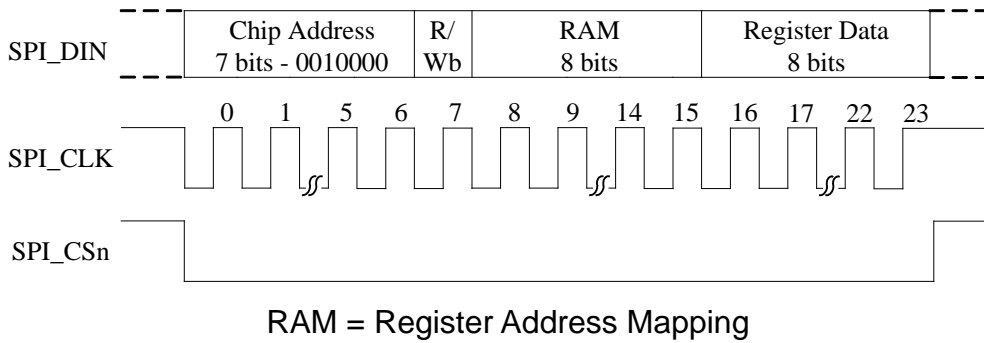 Chip Address R/ RAM Register Data
SPI_DIN
7 bits - 0010000 Wb 8 bits 8 bits
0 1 5 6 7 8 9 14 15 16 17 22 23
SPI_CLK
SPI_CSn
RAM = Register Address Mapping